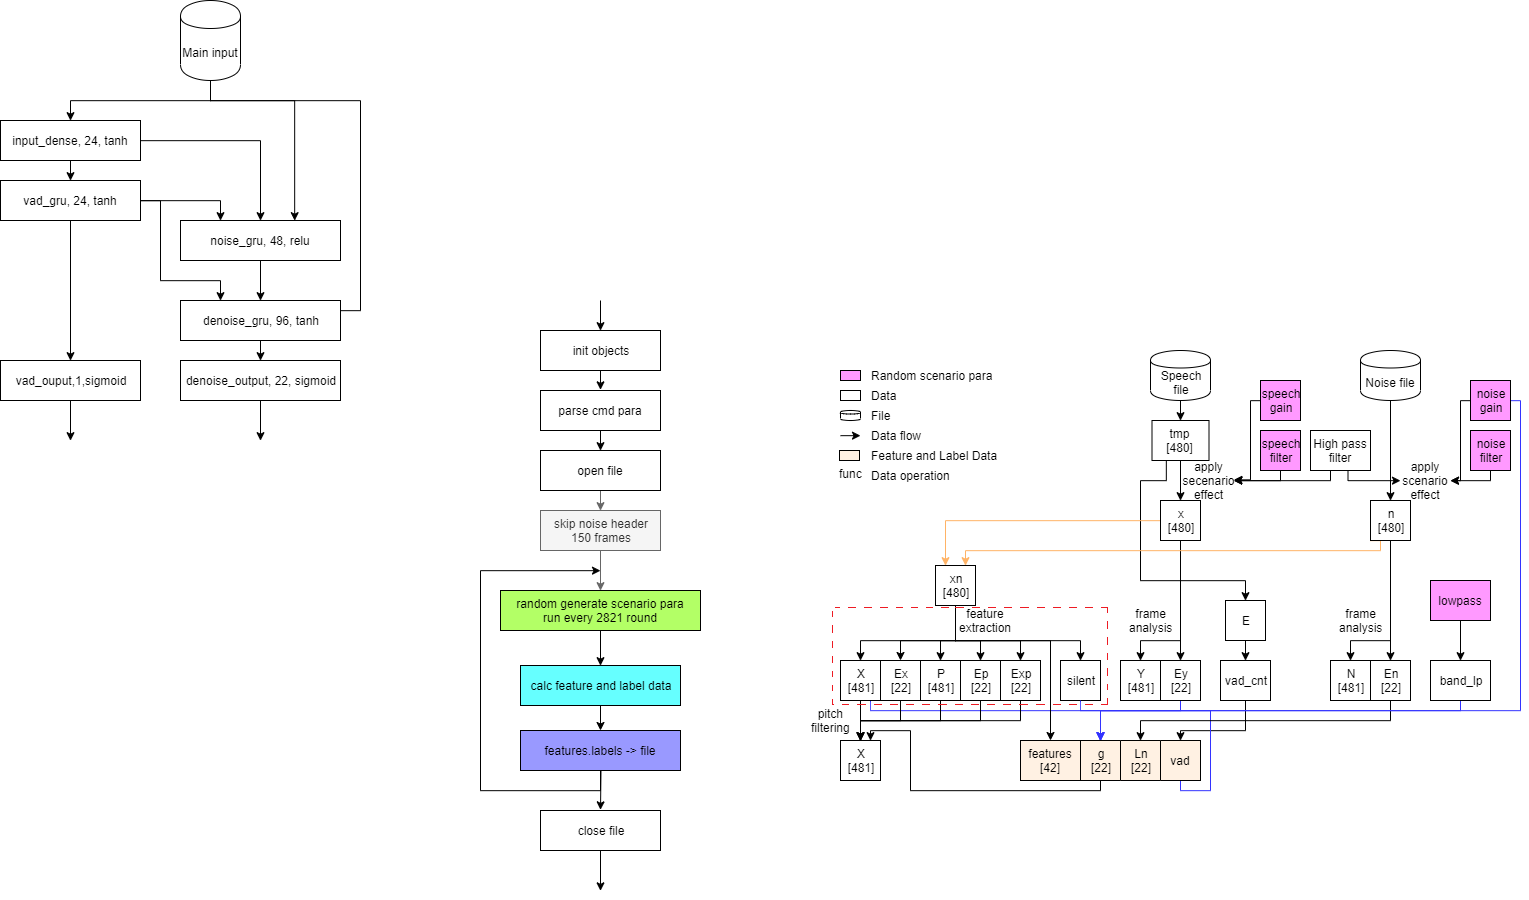 Main input
input_dense, 24, tanh
vad_gru, 24, tanh
noise_gru, 48, relu
denoise_gru, 96, tanh
vad_ouput,1,sigmoid
denoise_output, 22, sigmoid
init objects
parse cmd para
open file
skip noise header
150 frames
random generate scenario para
run every 2821 round
calc feature and label data
features.labels -> file
close file
Random scenario para
Data
File
Data flow
Feature and Label Data
func
Data operation
Speech
file
Noise file
speech
gain
noise
gain
tmp
[480]
speech
filter
High pass
filter
noise
filter
apply
secenario
effect
apply
scenario
effect
x
[480]
n
[480]
xn
[480]
feature
extraction
frame
analysis
E
frame
analysis
lowpass
X
[481]
Ex
[22]
P
[481]
Ep
[22]
Exp
[22]
silent
Y
[481]
Ey
[22]
vad_cnt
N
[481]
En
[22]
band_lp
pitch
filtering
X
[481]
features
[42]
g
[22]
Ln
[22]
vad